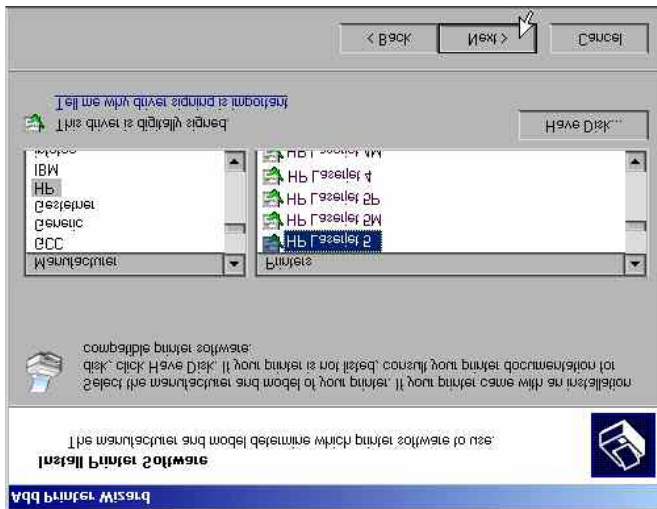 Add Printer Wizard
Install Printer Software
The manufacturer and model determine which printer software to use.
Select the manufacturer and model of your printer. If your printer came with an installation
disk, click Have Disk. If your printer is not listed, consult your printer documentation for
compatible printer software.
Manufacturer
GCC
Generic
Gestetner
HP
IBM
Infotec
Printers
HP Laserjet 5
HP Laserjet 5M
HP Laserjet 5P
HP Laserjet 4
HP Laserjet 4M
This driver is digitally signed.
Tell me why driver signing is important
Have Disk...
< Back
Next >
Cancel